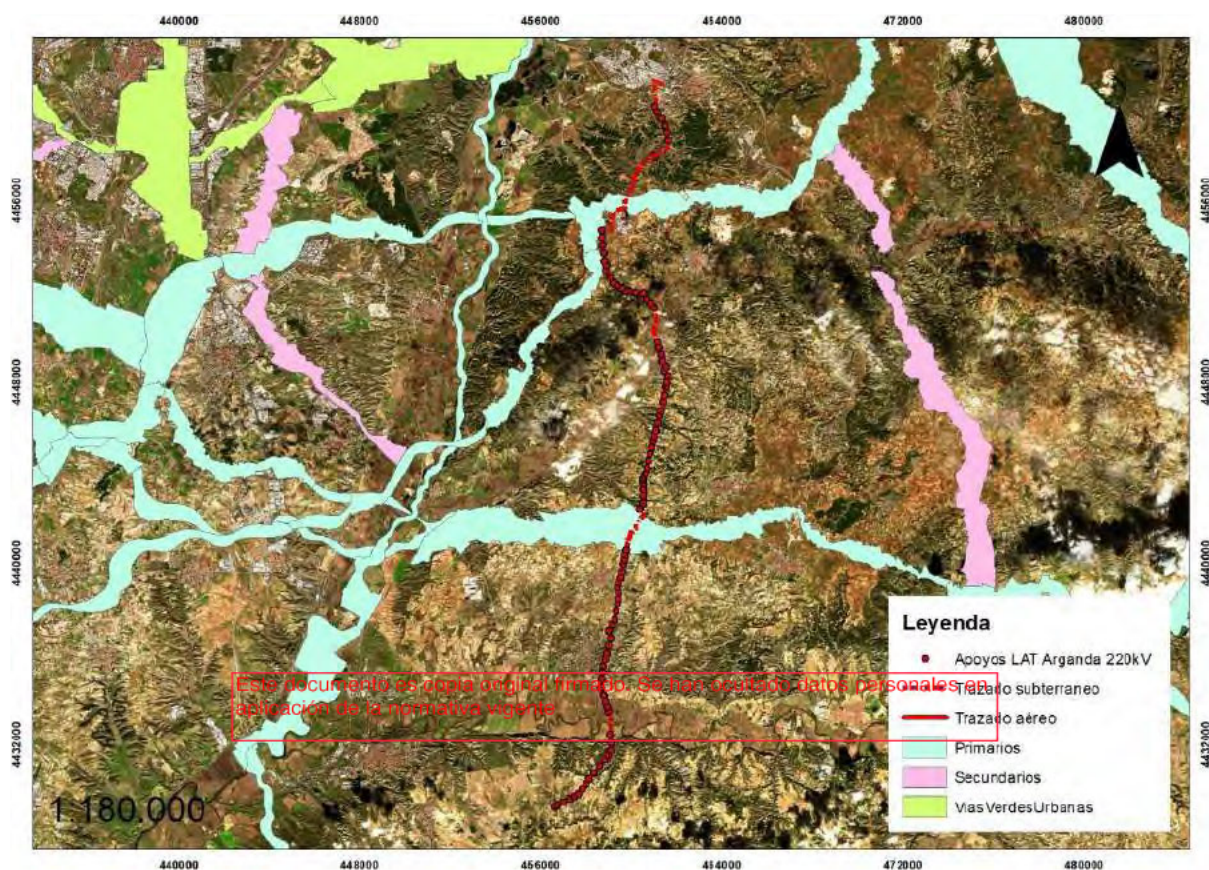 440000 448000 456000 464000 472000 480000
4456000 4456000
4448000 4448000
4440000 4440000
4432000 4432000
Leyenda
Apoyos LAT Arganda 220kV
Trazado subterraneo
Trazado aéreo
Primarios
Secundarios
ViasVerdesUrbanas
Este documento es copia original firmado. Se han ocultado datos personales en
aplicación de la normativa vigente.
1:180.000
440000 448000 456000 464000 472000 480000